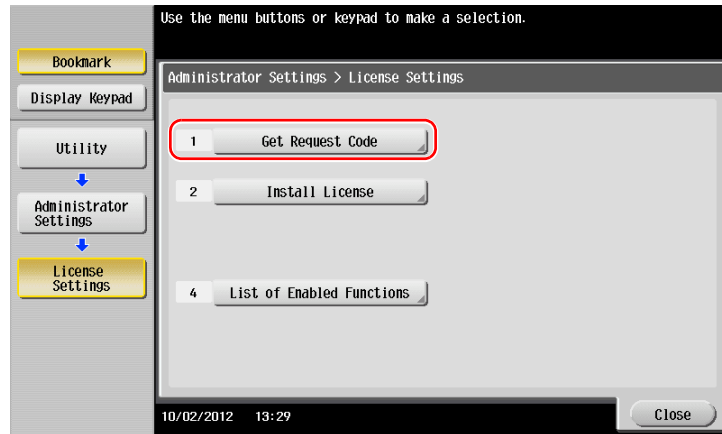 Use the menu buttons or keypad to make a selection.
Bookmark
Display Keypad
Utility
Administrator
Settings
License
Settings
Administrator Settings > License Settings
1 Get Request Code
2 Install License
4 List of Enabled Functions
10/02/2012 13:29
Close